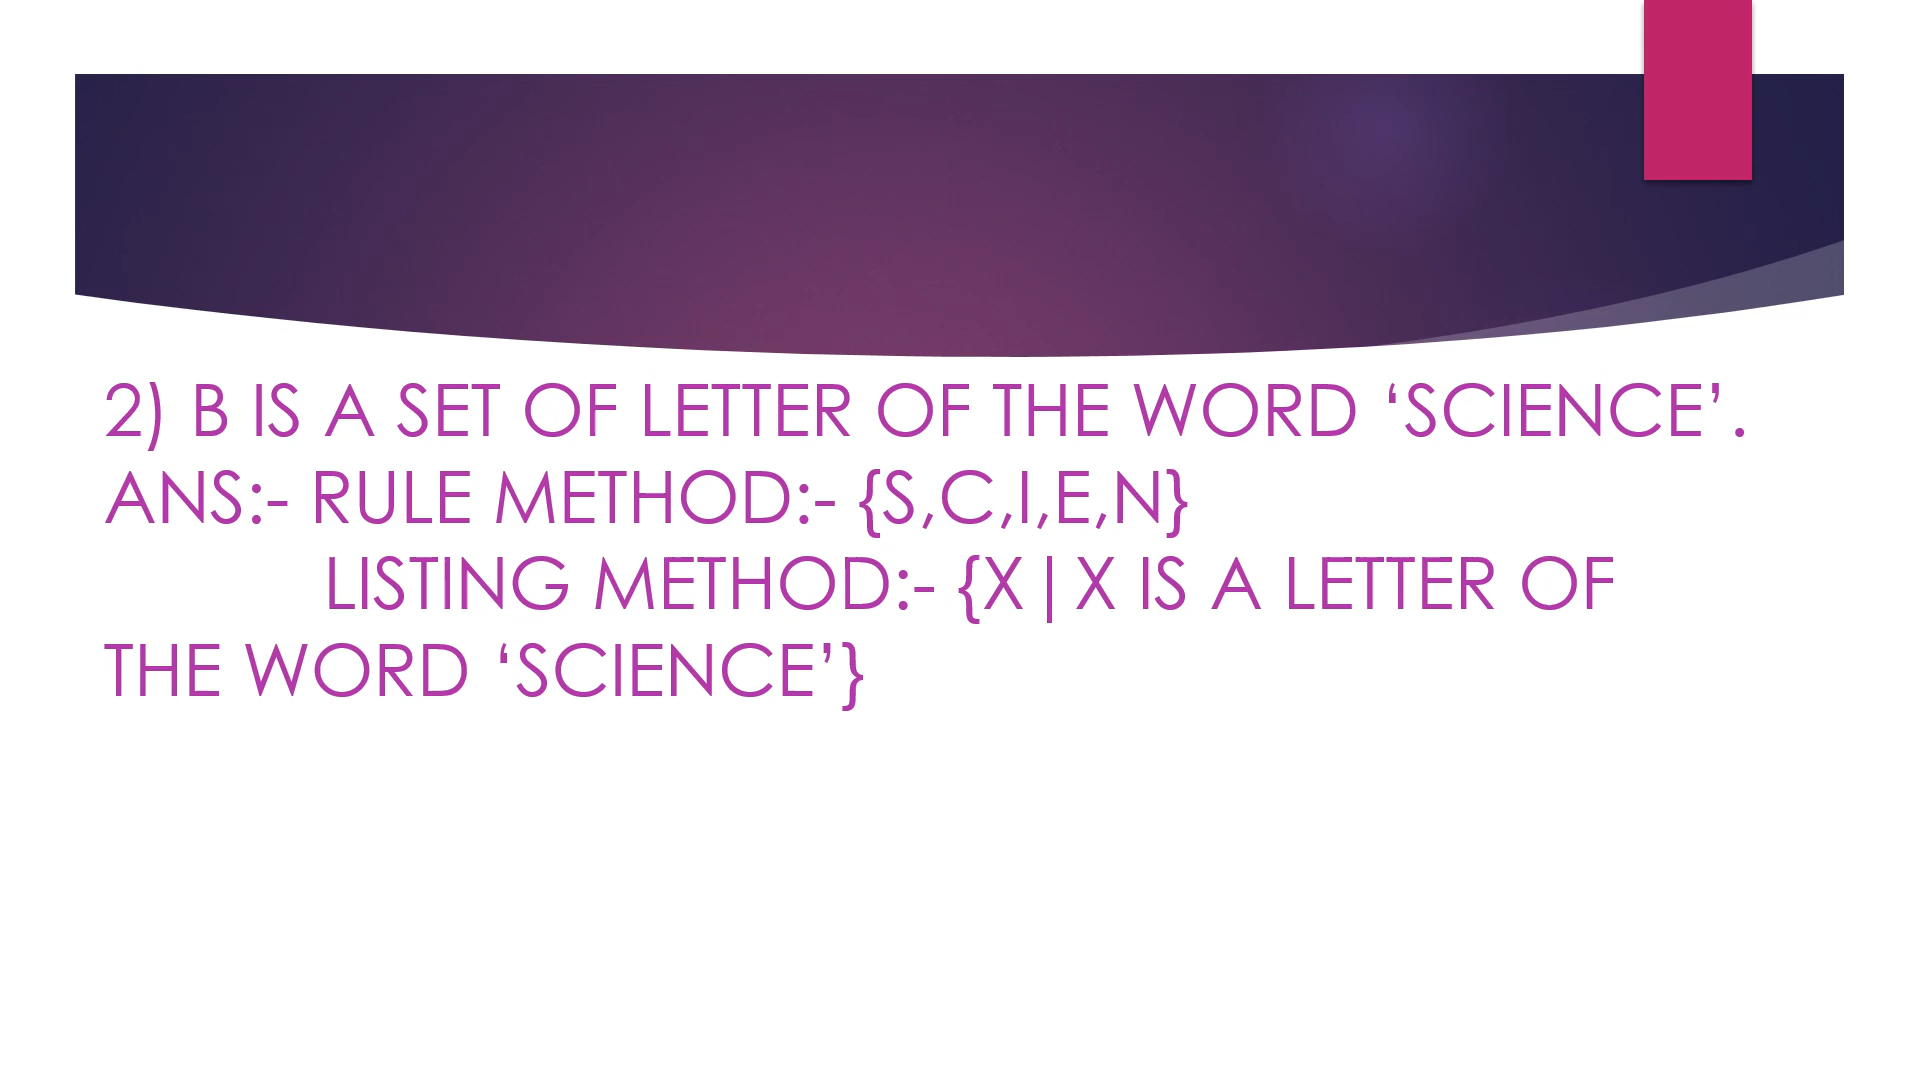 2) B IS A SET OF LETTER OF THE WORD ‘SCIENCE’.
ANS:- RULE METHOD:- {S,C,I,E,N}
LISTING METHOD:- {X|X IS A LETTER OF
THE WORD ‘SCIENCE’}